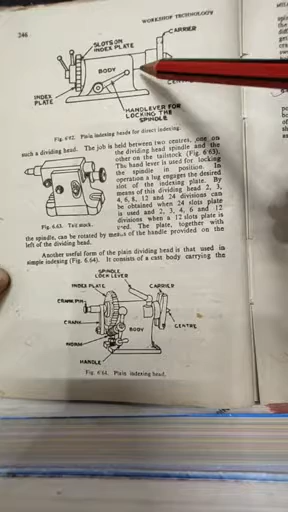 246
WORKSHOP TECHNOLOGY
CARRIER
SLOTS ON
INDEX PLATE
BODY
INDEX
PLATE
CENTRE
HANDLEVER FOR
LOCKING THE
SPINDLE
Fig. 6.62. Plain indexing heads for direct indexing.
such a dividing head. The job is held between two centres, one on
the dividing head spindle and the
other on the tailstock (Fig. 6.63).
The hand lever is used for locking
the spindle in position. In
operation a lug engages the desired
slot of the indexing plate. By
means of this dividing head 2, 3,
4, 6, 8, 12 and 24 divisions can
be obtained when 24 slots plate
is used and 2, 3, 4, 6 and 12
divisions when a 12 slots plate is
used. The plate, together with
Fig. 6.63. Tail stock.
the spindle, can be rotated by means of the handle provided on the
left of the dividing head.
Another useful form of the plain dividing head is that used in
simple indexing (Fig. 6.64). It consists of a cast body carrying the
SPINDLE
LOCK LEVER
INDEX PLATE
CARRIER
CRANK PIN
CRANK
BODY
CENTRE
WORM
HANDLE
Fig. 6.64. Plain indexing head.